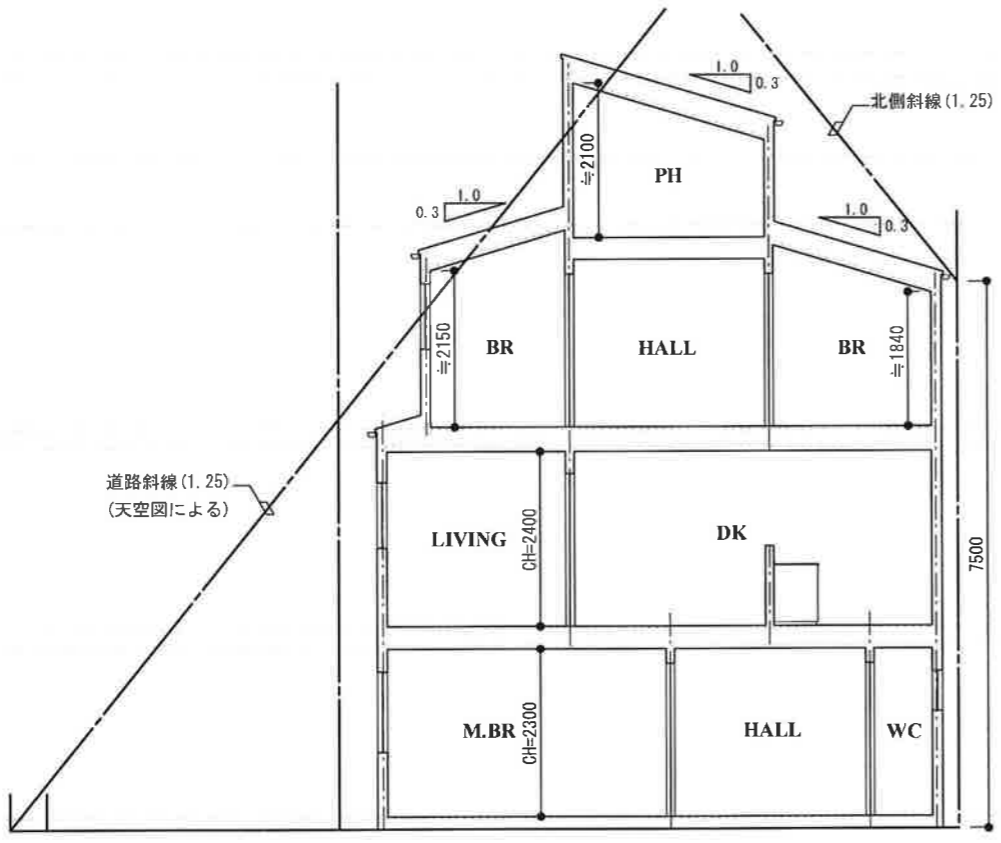 1.0
0.3
北側斜線(1.25)
≒2100
PH
1.0
0.3
1.0
0.3
≒2150
BR
HALL
BR
≒1840
道路斜線(1.25)
(天空図による)
LIVING
CH=2400
DK
7500
M.BR
CH=2300
HALL
WC